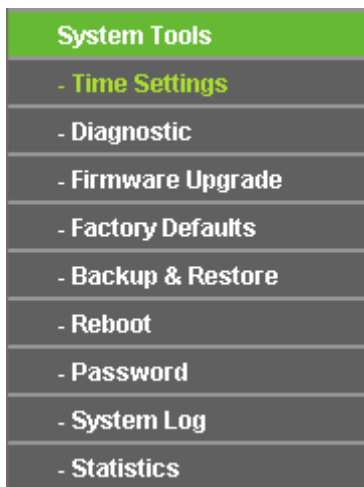 System Tools
- Time Settings
- Diagnostic
- Firmware Upgrade
- Factory Defaults
- Backup & Restore
- Reboot
- Password
- System Log
- Statistics